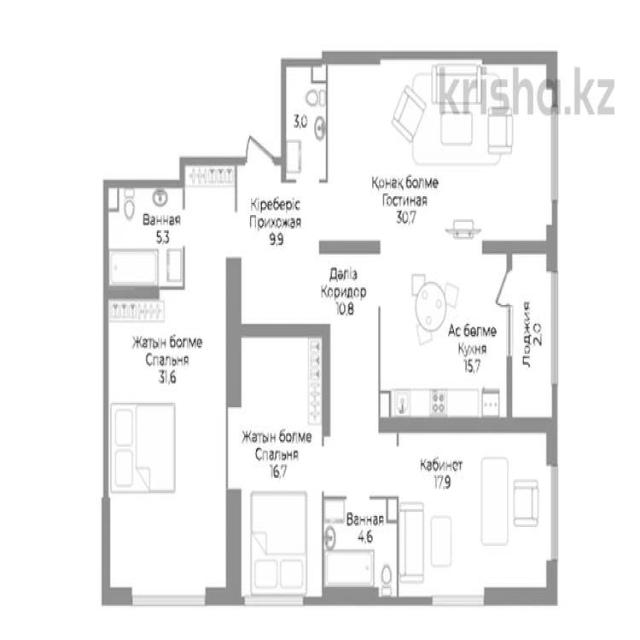 krisha.kz
3,0
Қонақ бөлме
Гостиная
30,7
Кіреберіс
Прихожая
9,9
Ванная
5,3
Дәліз
Коридор
10,8
Ас бөлме
Кухня
15,7
Лоджия
2,0
Жатын бөлме
Спальня
31,6
Жатын бөлме
Спальня
16,7
Кабинет
17,9
Ванная
4,6